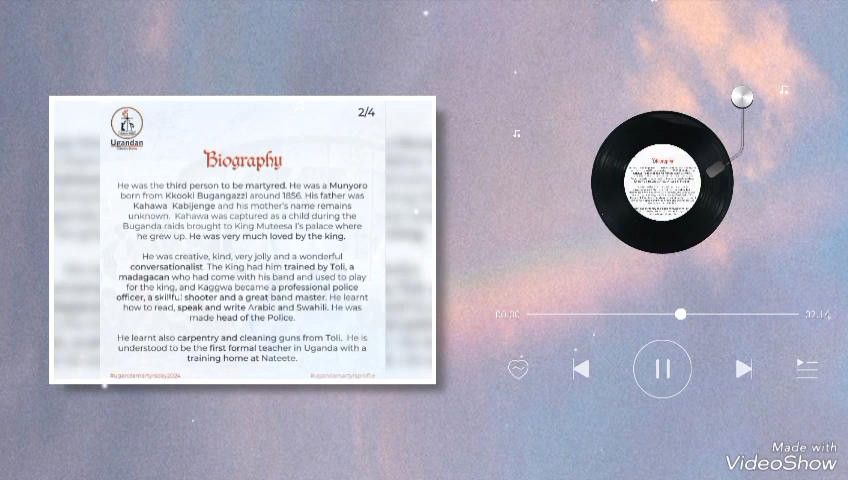 2/4
Ugandan
Biography
He was the third person to be martyred. He was a Munyoro
born from Kkooki Bugangazzi around 1856. His father was
Kahawa Kabijenge and his mother's name remains
unknown. Kahawa was captured as a child during the
Buganda raids brought to King Muteesa I's palace where
he grew up. He was very much loved by the king.
He was creative, kind, very jolly and a wonderful
conversationalist. The King had him trained by Toli, a
madagacan who had come with his band and used to play
for the king, and Kaggwa became a professional police
officer, a skillful shooter and a great band master. He learnt
how to read, speak and write Arabic and Swahili. He was
made head of the Police.
He learnt also carpentry and cleaning guns from Toli. He is
understood to be the first formal teacher in Uganda with a
training home at Nateete.
#ugandamartyrsday2024
#ugandamartyrsprofile
00:00
02:14
Made with
VideoShow